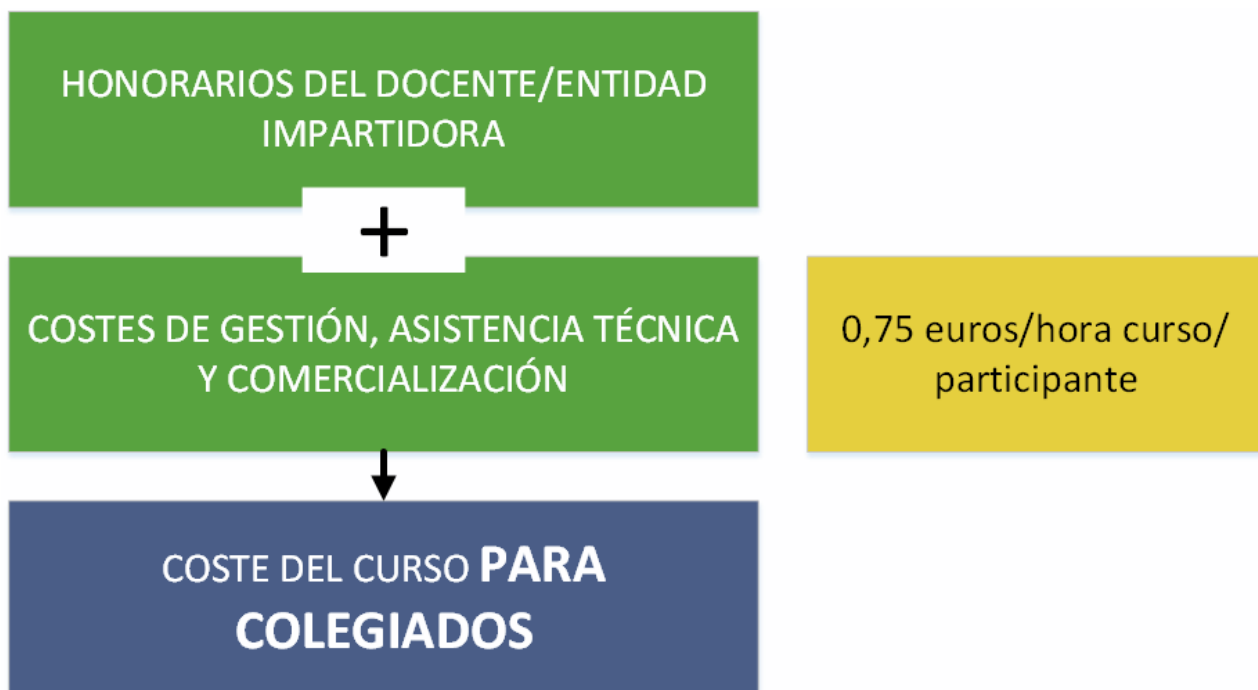 HONORARIOS DEL DOCENTE/ENTIDAD
IMPARTIDORA
+
COSTES DE GESTIÓN, ASISTENCIA TÉCNICA
Y COMERCIALIZACIÓN
0,75 euros/hora curso/
participante
COSTE DEL CURSO PARA
COLEGIADOS